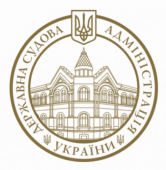 ДЕРЖАВНА СУДОВА АДМІНІСТРАЦІЯ
УКРАЇНИ